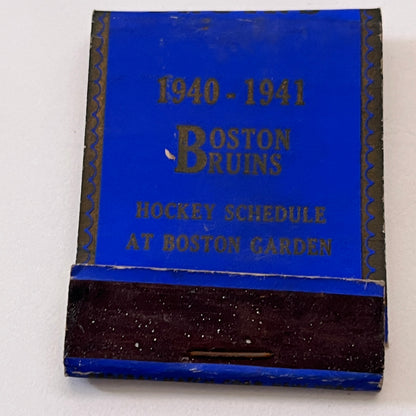 1940 - 1941
BOSTON
BRUINS
HOCKEY SCHEDULE
AT BOSTON GARDEN